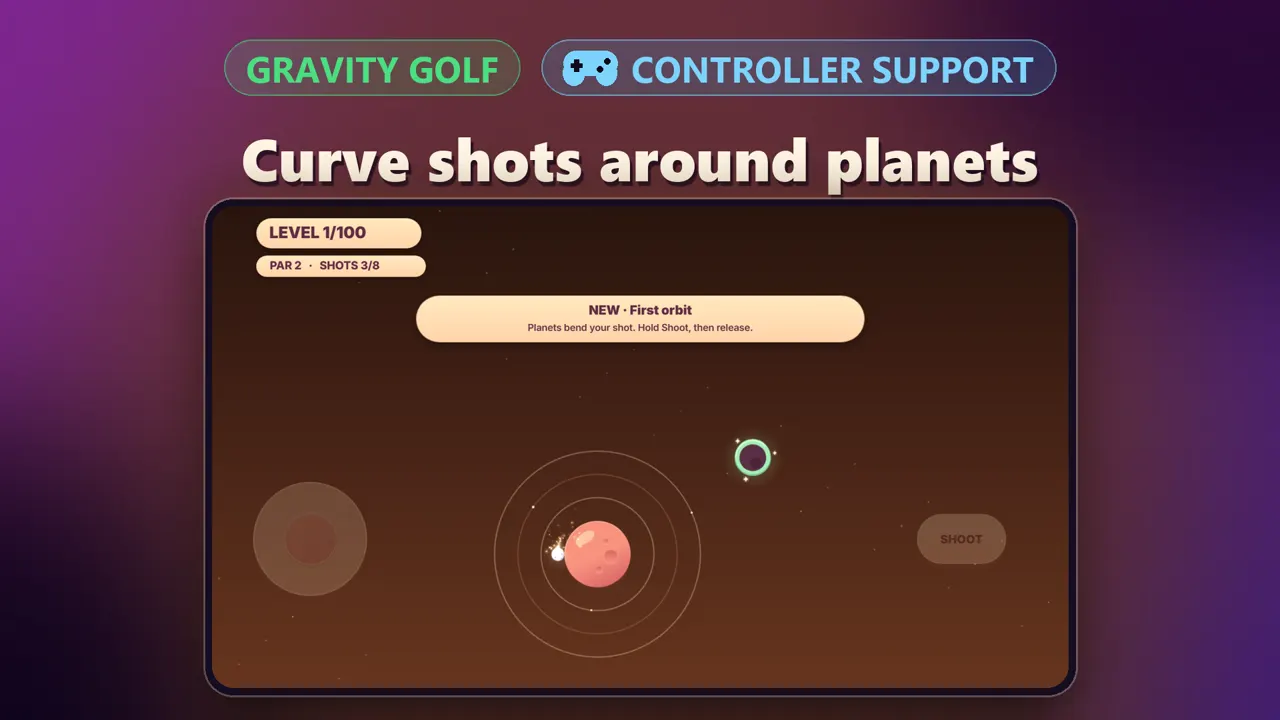 GRAVITY GOLF
CONTROLLER SUPPORT
Curve shots around planets
LEVEL 1/100
PAR 2 · SHOTS 3/8
NEW · First orbit
Planets bend your shot. Hold Shoot, then release.
SHOOT